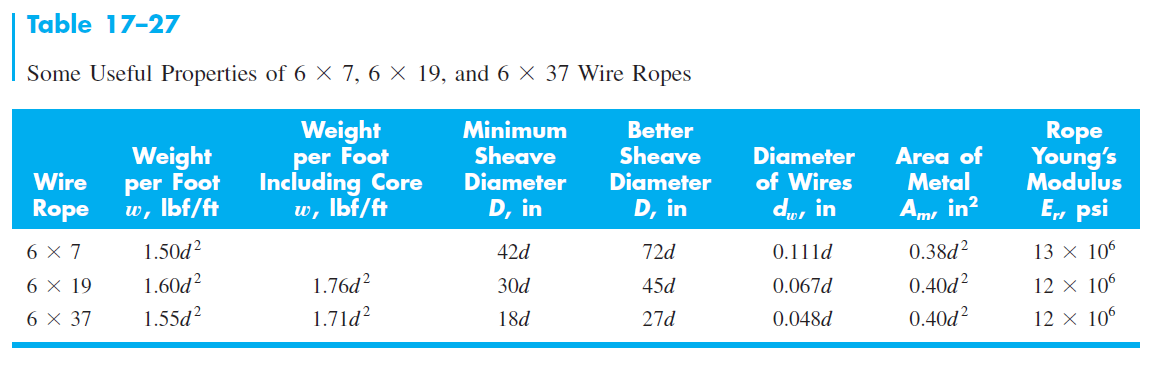 Table 17–27
Some Useful Properties of 6 × 7, 6 × 19, and 6 × 37 Wire Ropes
Weight Minimum Better Rope
Weight per Foot Sheave Sheave Diameter Area of Young's
Wire per Foot Including Core Diameter Diameter of Wires Metal Modulus
Rope w, lbf/ft w, lbf/ft D, in D, in d_w, in A_m, in² E_r, psi
6 × 7 1.50d² 42d 72d 0.111d 0.38d² 13 × 10⁶
6 × 19 1.60d² 1.76d² 30d 45d 0.067d 0.40d² 12 × 10⁶
6 × 37 1.55d² 1.71d² 18d 27d 0.048d 0.40d² 12 × 10⁶